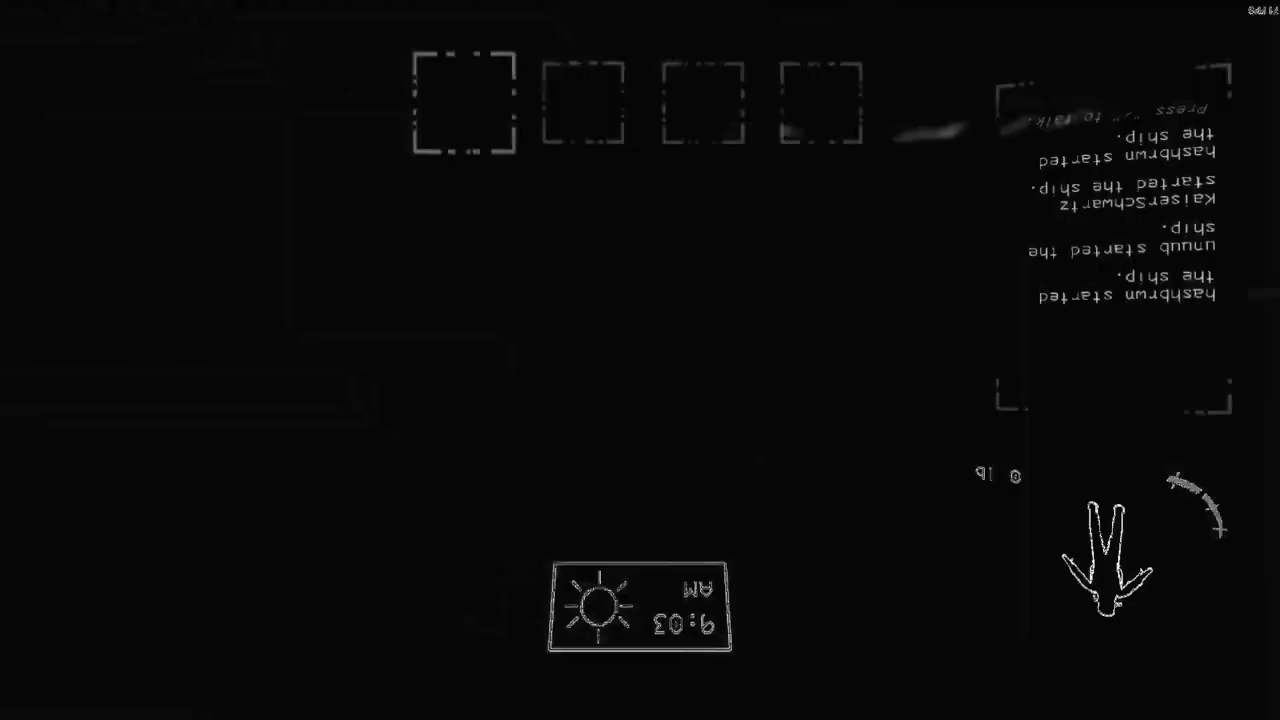 9:03
AM
0 lb
hashbrwn started
the ship.
unuub started the
ship.
KaiserSchwartz
started the ship.
hashbrwn started
the ship.
Press "/" to talk.